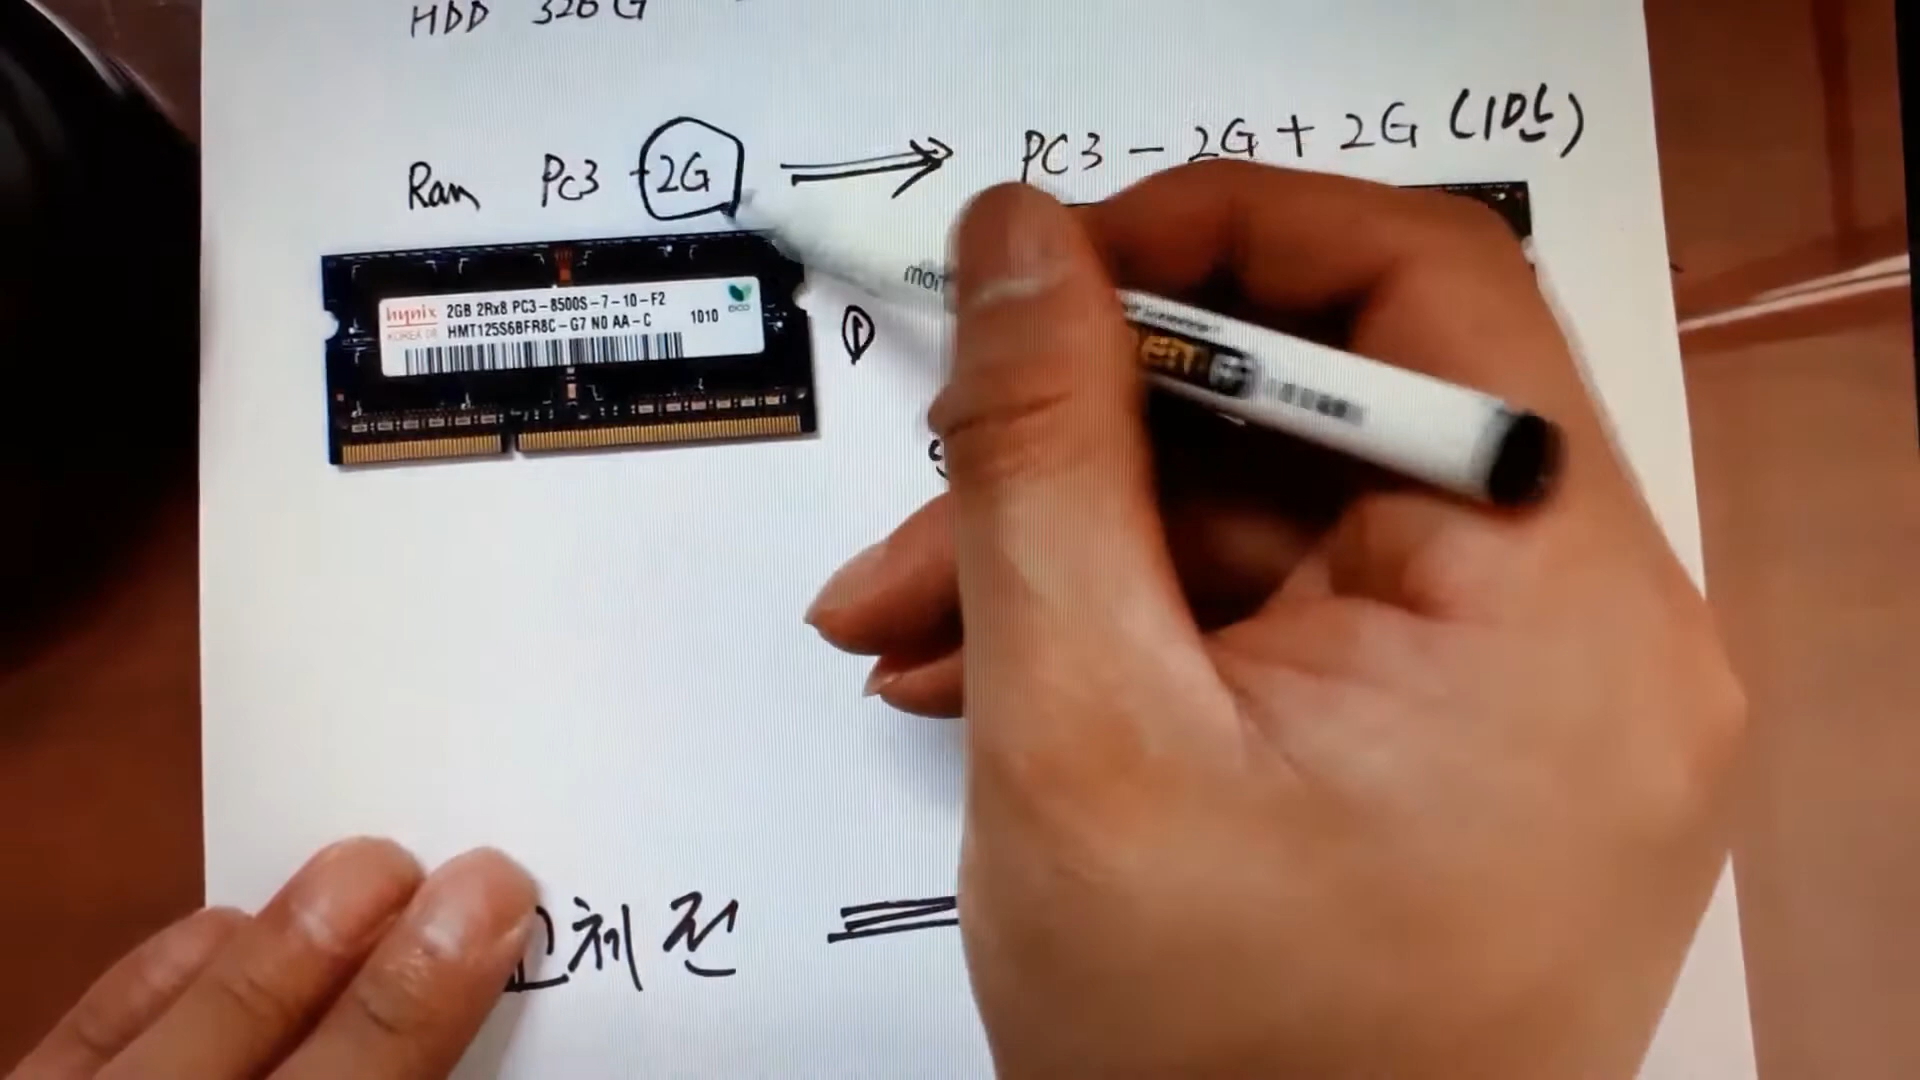 HDD 320G
Ram PC3 - 2G ⟹ PC3 - 2G + 2G (1만)
hynix 2GB 2Rx8 PC3-8500S-7-10-F2
KOREA HMT125S6BFR8C-G7 N0 AA-C 1010
①
교체 전